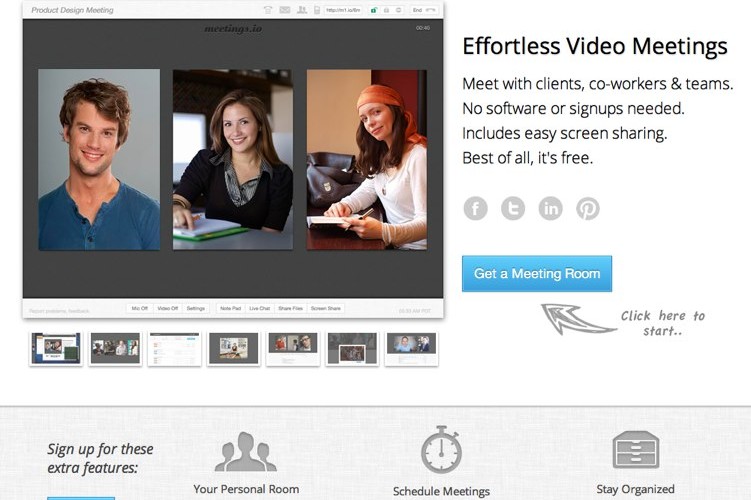 Product Design Meeting
End
meetings.io
00:40
Effortless Video Meetings
Meet with clients, co-workers & teams.
No software or signups needed.
Includes easy screen sharing.
Best of all, it's free.
Get a Meeting Room
Click here to
start..
Report problems, feedback
Mic Off Video Off Settings Note Pad Live Chat Share Files Screen Share
Sign up for these
extra features:
Your Personal Room
Schedule Meetings
Stay Organized